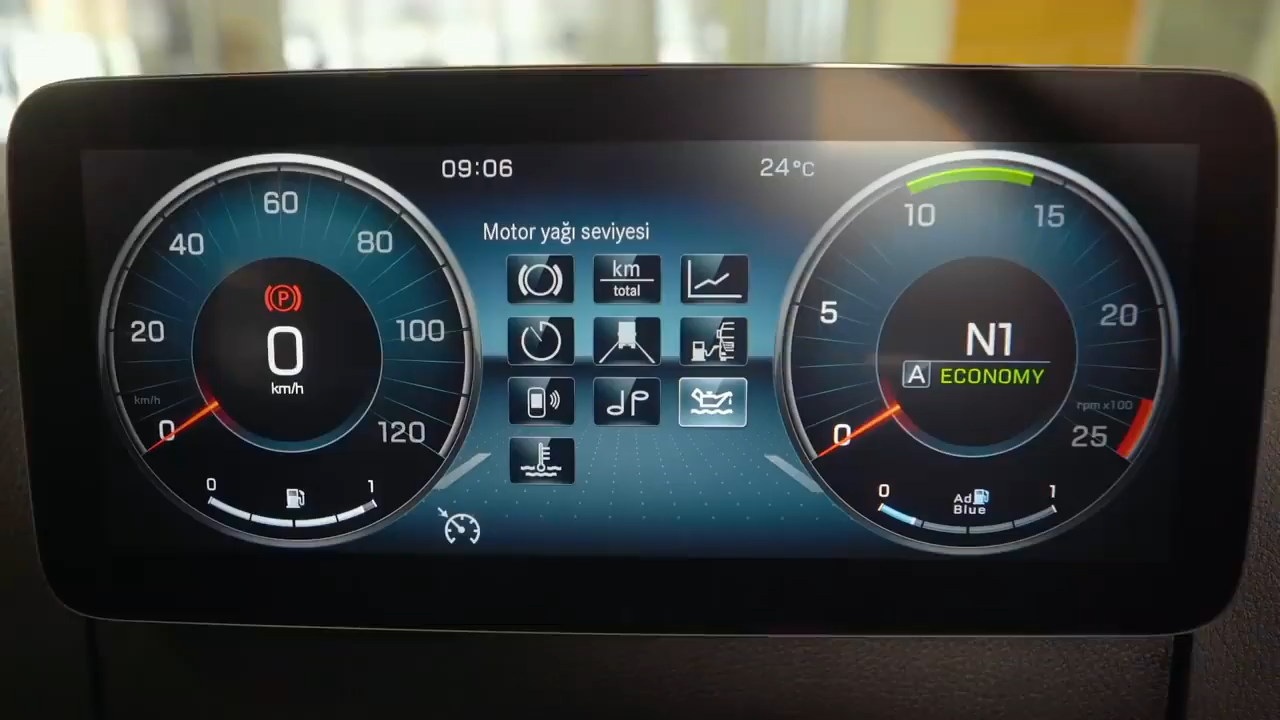 09:06
24°C
Motor yağı seviyesi
km
total
0
20
40
60
80
100
120
km/h
P
0
km/h
0
1
0
5
10
15
20
25
rpm x100
N1
A ECONOMY
0
Ad
Blue
1